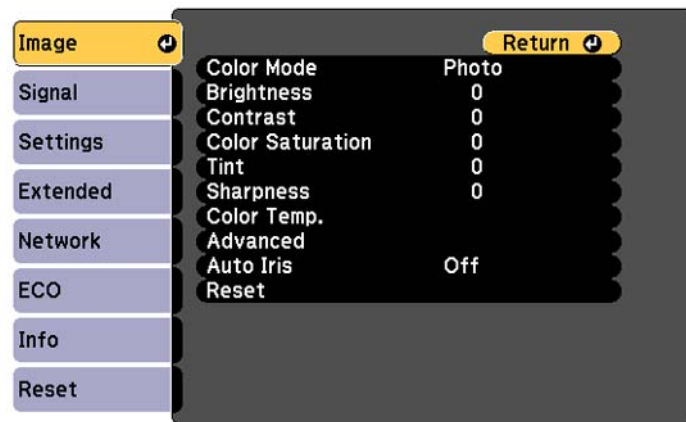 Image
Signal
Settings
Extended
Network
ECO
Info
Reset
Return
Color Mode Photo
Brightness 0
Contrast 0
Color Saturation 0
Tint 0
Sharpness 0
Color Temp.
Advanced
Auto Iris Off
Reset